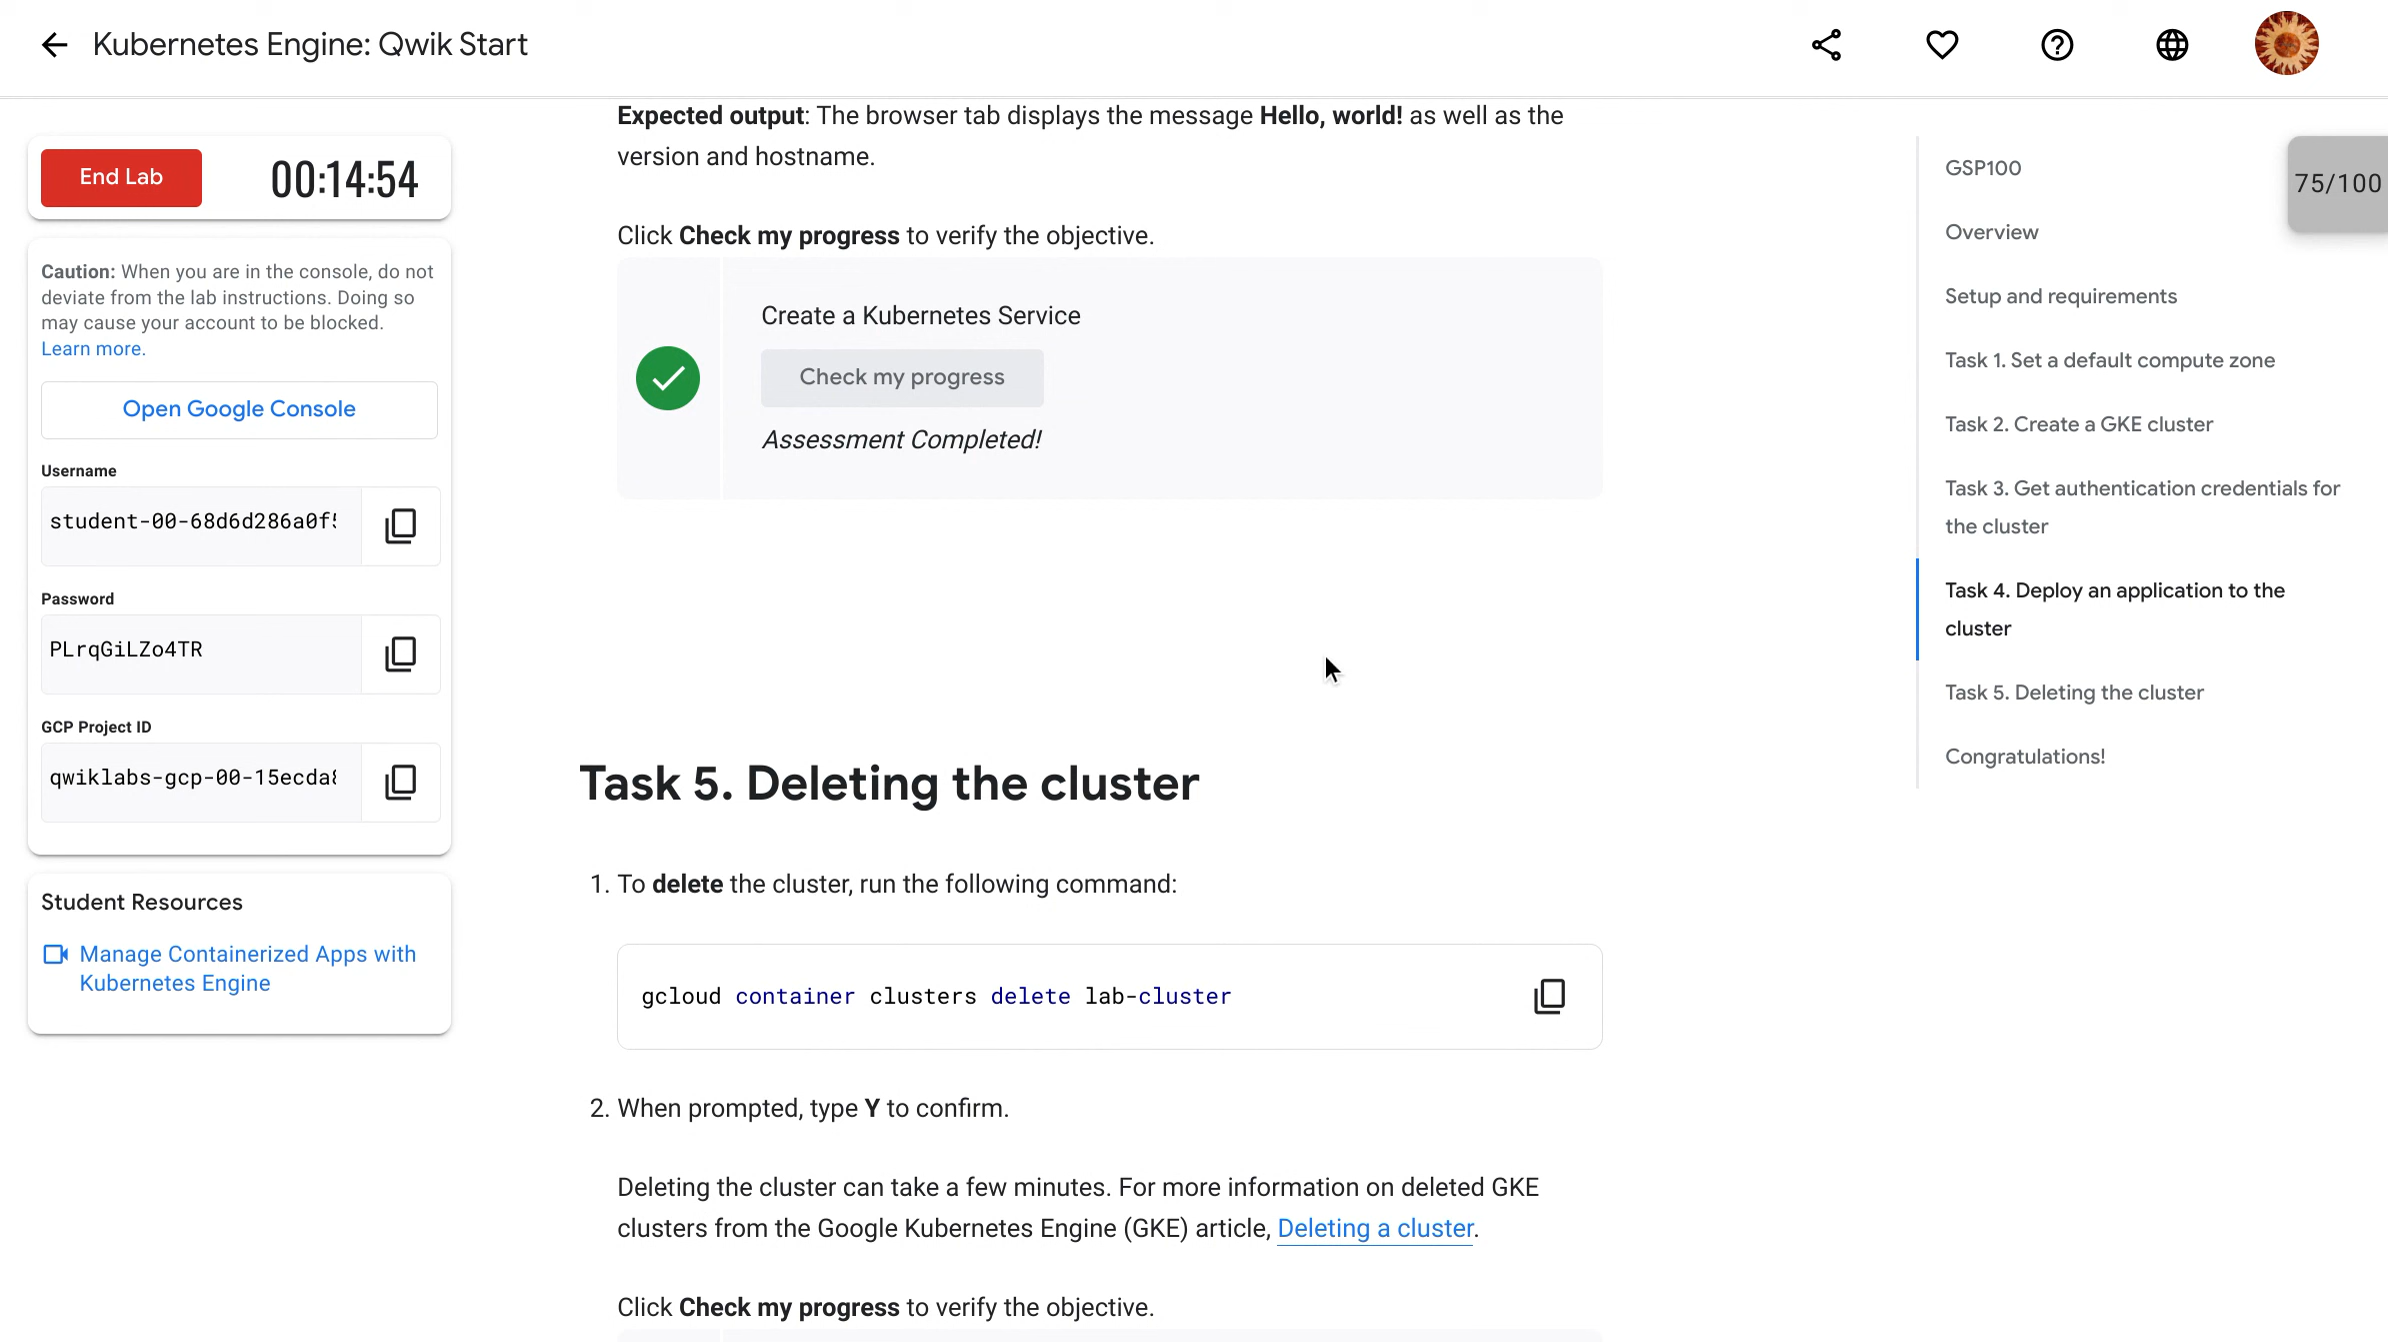 Kubernetes Engine: Qwik Start
End Lab
00:14:54
Caution: When you are in the console, do not
deviate from the lab instructions. Doing so
may cause your account to be blocked.
Learn more.
Open Google Console
Username
student-00-68d6d286a0f5
Password
PLrqGiLZo4TR
GCP Project ID
qwiklabs-gcp-00-15ecda8
Student Resources
Manage Containerized Apps with
Kubernetes Engine
Expected output: The browser tab displays the message Hello, world! as well as the
version and hostname.
Click Check my progress to verify the objective.
Create a Kubernetes Service
Check my progress
Assessment Completed!
Task 5. Deleting the cluster
1. To delete the cluster, run the following command:
gcloud container clusters delete lab-cluster
2. When prompted, type Y to confirm.
Deleting the cluster can take a few minutes. For more information on deleted GKE
clusters from the Google Kubernetes Engine (GKE) article, Deleting a cluster.
Click Check my progress to verify the objective.
GSP100
Overview
Setup and requirements
Task 1. Set a default compute zone
Task 2. Create a GKE cluster
Task 3. Get authentication credentials for
the cluster
Task 4. Deploy an application to the
cluster
Task 5. Deleting the cluster
Congratulations!
75/100